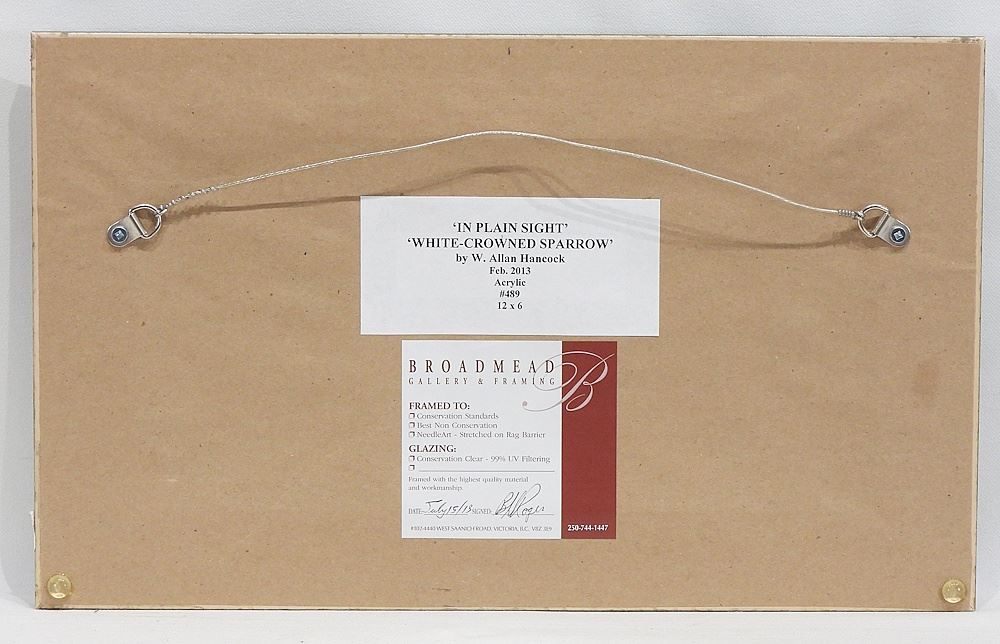 ‘IN PLAIN SIGHT’
‘WHITE-CROWNED SPARROW’
by W. Allan Hancock
Feb. 2013
Acrylic
#489
12 x 6
BROADMEAD
GALLERY & FRAMING
B
FRAMED TO:
Conservation Standards
Best Non Conservation
NeedleArt - Stretched on Rag Barrier
GLAZING:
Conservation Clear - 99% UV Filtering
Framed with the highest quality material
and workmanship.
DATE: July 15/13 SIGNED:
#102-4440 WEST SAANICH ROAD, VICTORIA, B.C. V8Z 3E9
250-744-1447